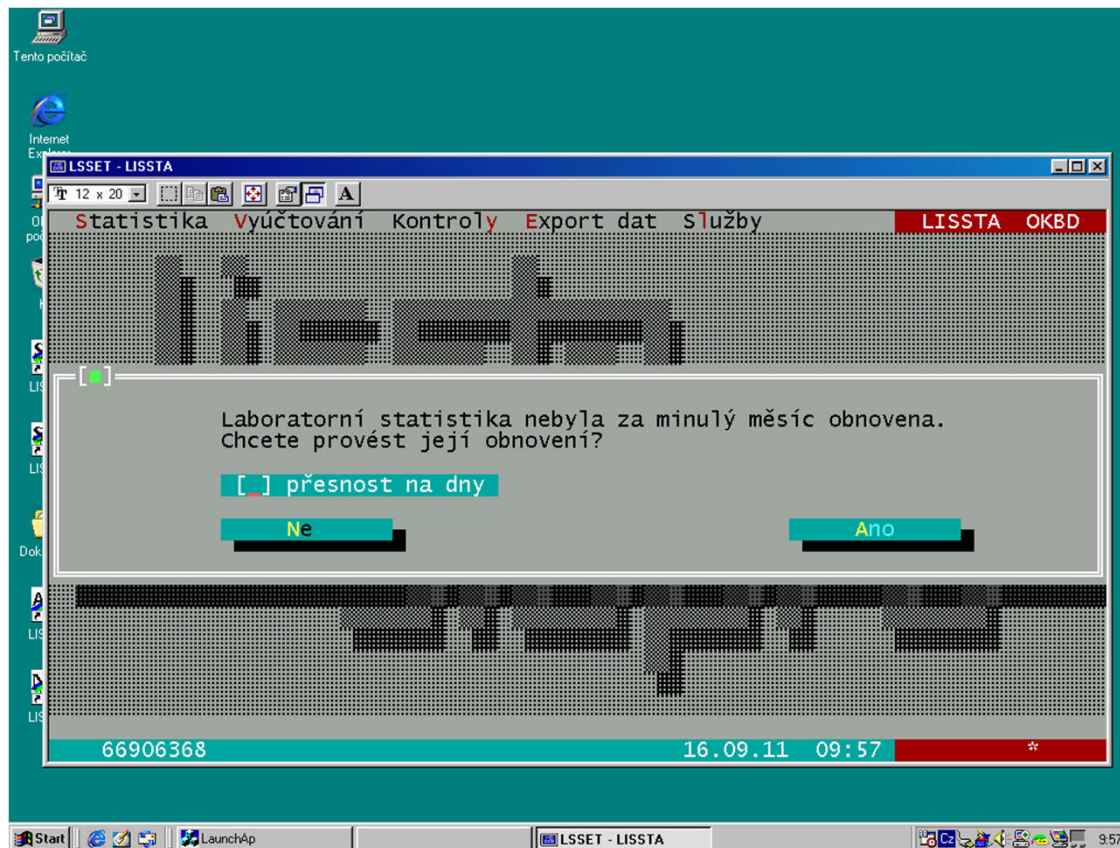 Tento počítač
Internet
LSSET - LISSTA
12 x 20
Statistika Vyúčtování Kontroly Export dat Služby LISSTA OKBD
[■]
Laboratorní statistika nebyla za minulý měsíc obnovena.
Chcete provést její obnovení?
[_] přesnost na dny
Ne Ano
66906368 16.09.11 09:57 *
Start LaunchAp LSSET - LISSTA Cz 9:57